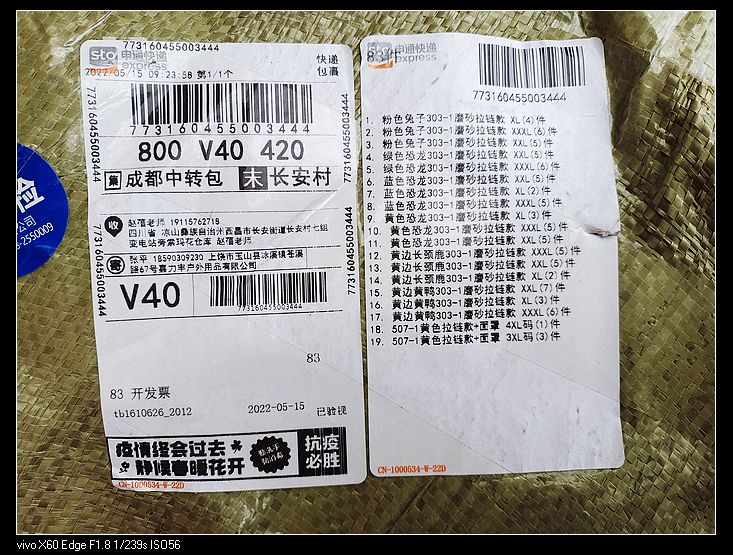 773160455003444
sto 申通快递
express
快递
包裹
2022/05/15 09:23:58 第1/1个
773160455003444
773160455003444
773160455003444
800 V40 420
集 成都中转包 末 长安村
收 赵蓓老师 19115762718
四川省 凉山彝族自治州西昌市长安街道长安村七组
变电站旁索玛花仓库 赵蓓老师
寄 张平 18590309230 上饶市玉山县冰溪镇苍溪
路67号嘉力丰户外用品有限公司
773160455003444
773160455003444
V40
773160455003444
83
83 开发票
tb1610626_2012
2022-05-15
已验视
疫情终会过去
静候春暖花开
抗疫
必胜
CN-1000534-W-22D
sto 申通快递
express
83件
773160455003444
1. 粉色兔子303-1磨砂拉链款 XL(4)件
2. 粉色兔子303-1磨砂拉链款 XXXL(6)件
3. 粉色兔子303-1磨砂拉链款 XXL(5)件
4. 绿色恐龙303-1磨砂拉链款 XXXL(5)件
5. 绿色恐龙303-1磨砂拉链款 XXL(6)件
6. 蓝色恐龙303-1磨砂拉链款 XXL(5)件
7. 蓝色恐龙303-1磨砂拉链款 XL(2)件
8. 蓝色恐龙303-1磨砂拉链款 XXXL(5)件
9. 黄色恐龙303-1磨砂拉链款 XL(3)件
10. 黄色恐龙303-1磨砂拉链款 XXXL(6)件
11. 黄色恐龙303-1磨砂拉链款 XXL(5)件
12. 黄边长颈鹿303-1磨砂拉链款 XXXL(5)件
13. 黄边长颈鹿303-1磨砂拉链款 XXL(5)件
14. 黄边长颈鹿303-1磨砂拉链款 XL(2)件
15. 黄边黄鸭303-1磨砂拉链款 XXL(7)件
16. 黄边黄鸭303-1磨砂拉链款 XL(3)件
17. 黄边黄鸭303-1磨砂拉链款 XXXL(6)件
18. 507-1黄色拉链款+面罩 4XL码(1)件
19. 507-1黄色拉链款+面罩 3XL码(3)件
CN-1000534-W-22D
检
公司
-2550009
vivo X60 Edge F1.8 1/239s ISO56